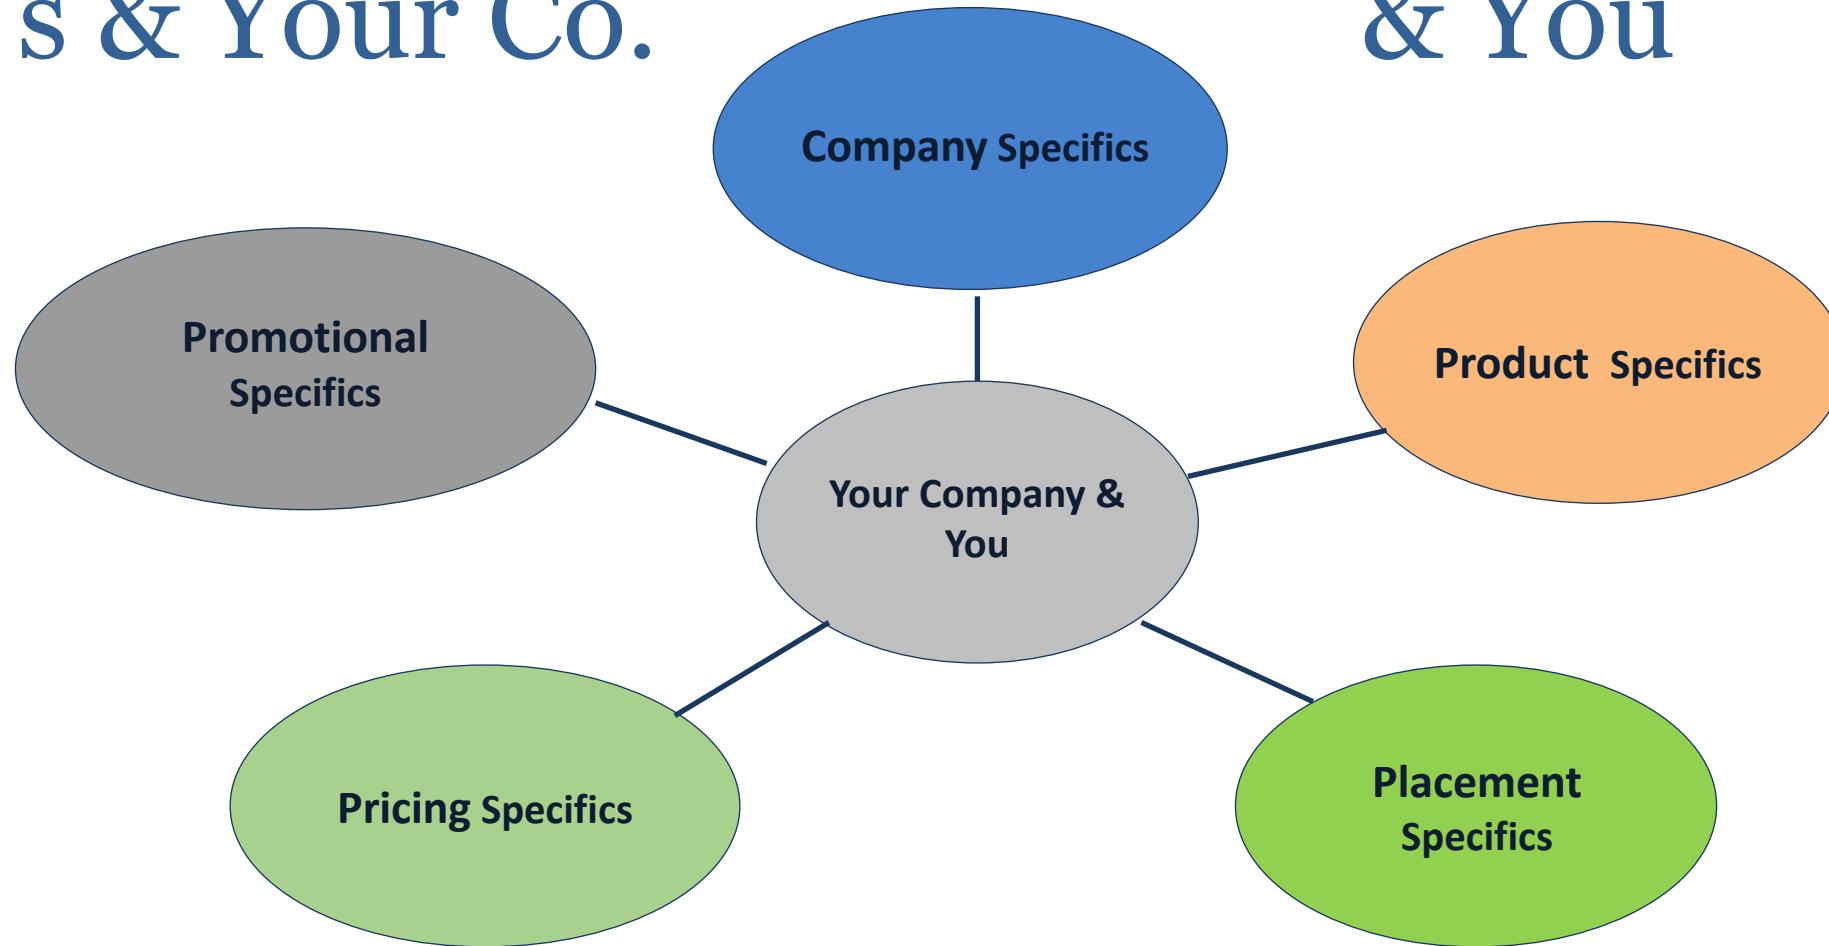 s & Your Co.
& You
Company Specifics
Promotional
Specifics
Product Specifics
Your Company &
You
Pricing Specifics
Placement
Specifics